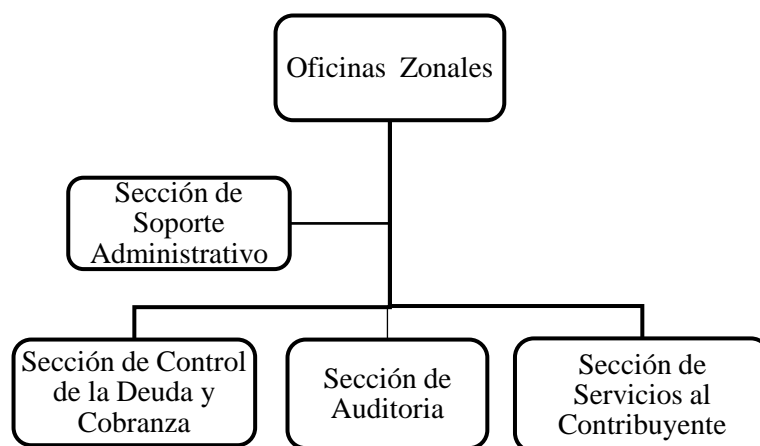 Oficinas Zonales
Sección de
Soporte
Administrativo
Sección de Control
de la Deuda y
Cobranza
Sección de
Auditoria
Sección de
Servicios al
Contribuyente